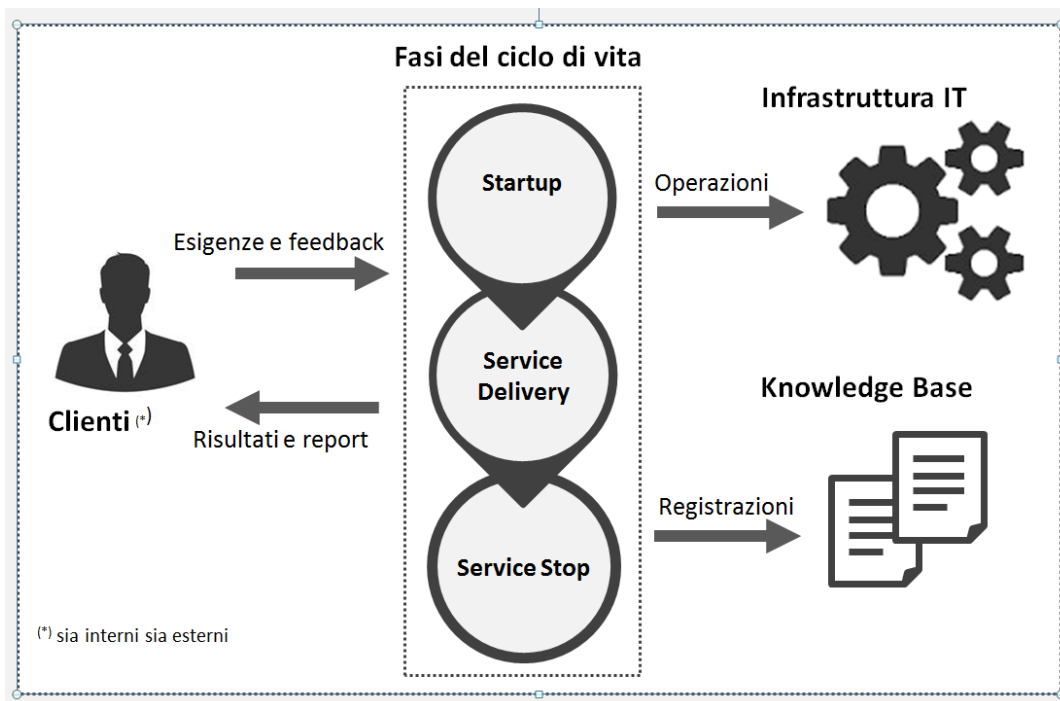 Fasi del ciclo di vita
Infrastruttura IT
Startup
Operazioni
Esigenze e feedback
Service
Delivery
Knowledge Base
Clienti (*)
Risultati e report
Registrazioni
Service Stop
(*) sia interni sia esterni